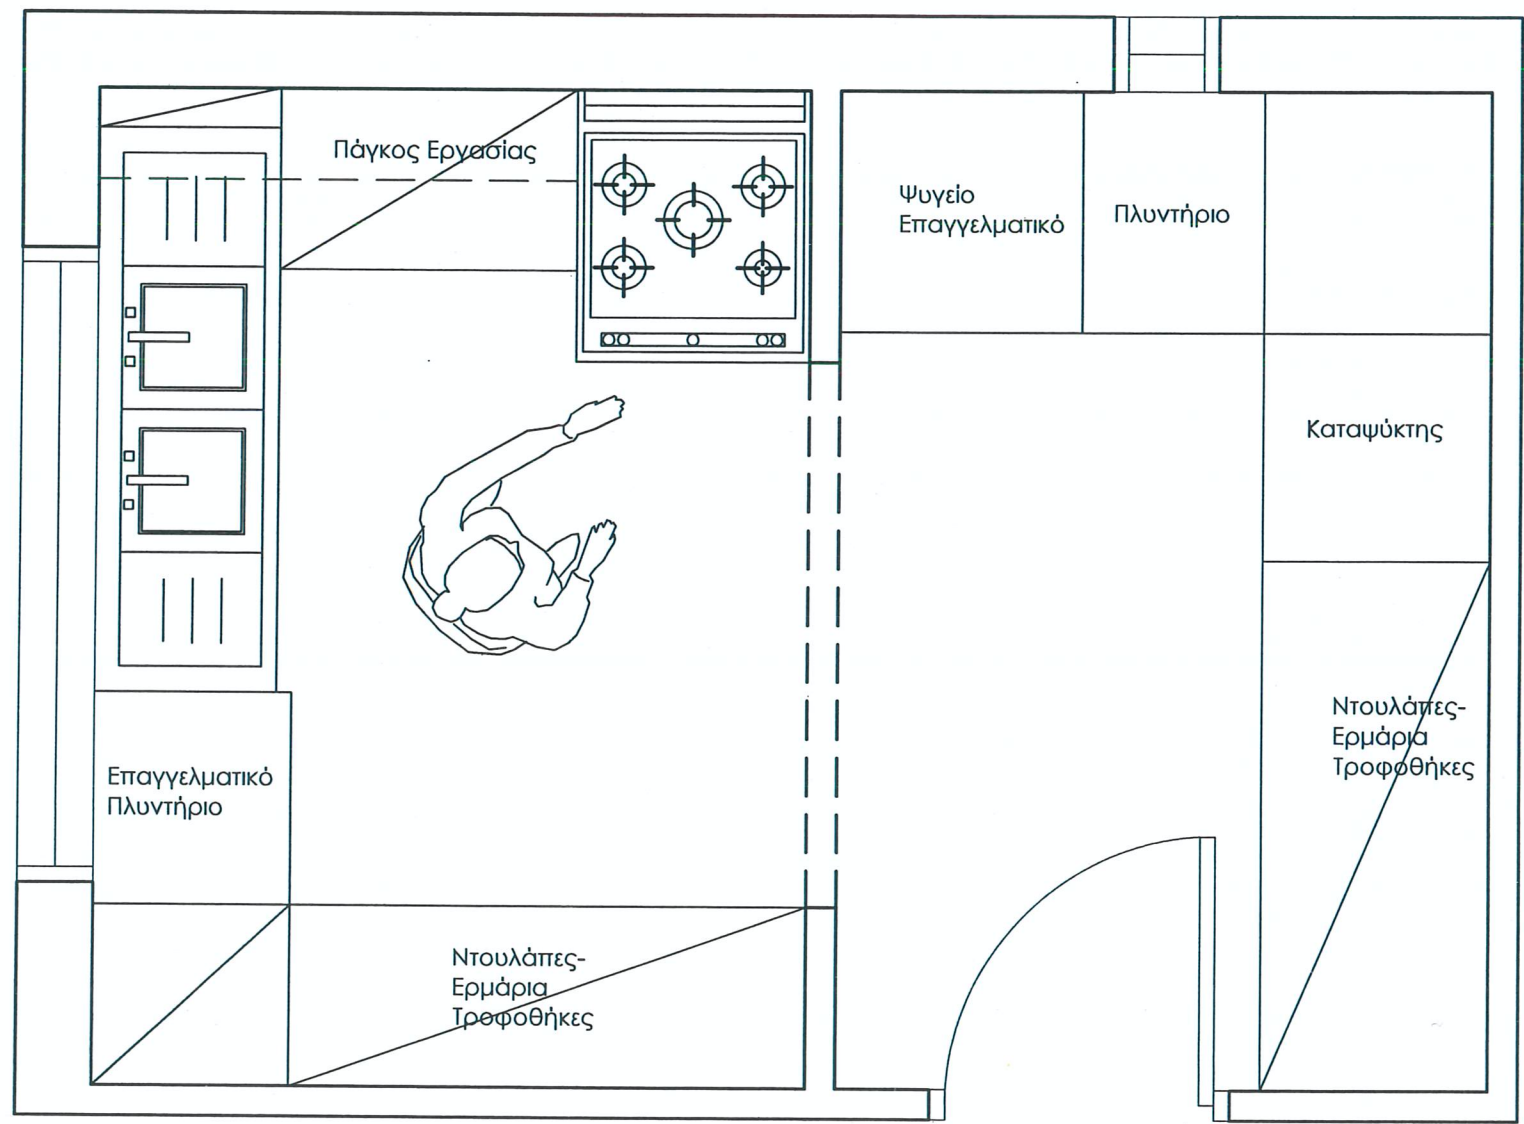 Πάγκος Εργασίας
Ψυγείο
Επαγγελματικό
Πλυντήριο
Καταψύκτης
Ντουλάπες-
Ερμάρια
Τροφοθήκες
Επαγγελματικό
Πλυντήριο
Ντουλάπες-
Ερμάρια
Τροφοθήκες